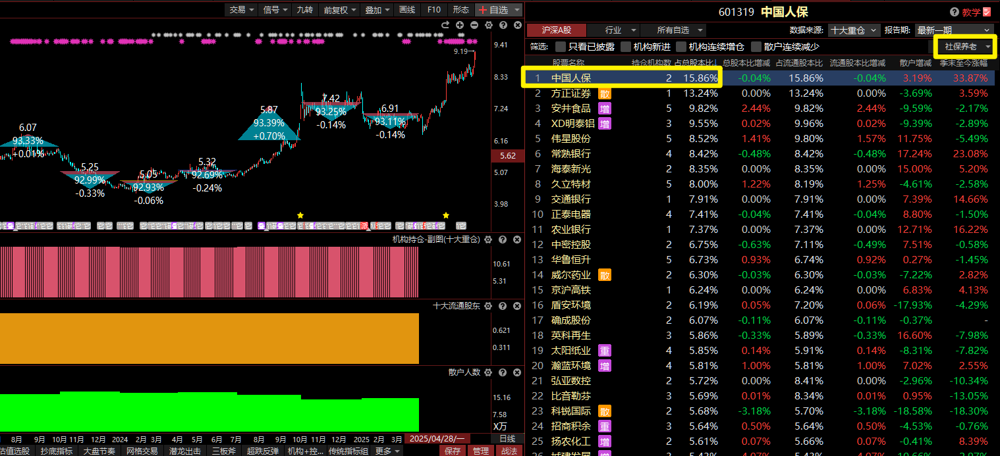 交易 信号 九转 前复权 叠加 画线 F10 形态 ＋自选
601319 中国人保
教学
沪深A股 行业 所有自选 数据来源: 十大重仓 报告期: 最新一期
筛选: 只看已披露 机构新进 机构连续增仓 散户连续减少 社保养老
股票名称 持仓机构数 占总股本比↓ 总股本比增减 占流通股本比 流通股本比增减 散户增减 季末至今涨幅
1 中国人保 2 15.86% -0.04% 15.86% -0.04% 3.19% 33.87%
2 方正证券 散 1 13.24% 0.00% 13.24% 0.00% -3.69% 3.59%
3 安井食品 增 5 9.82% 2.44% 9.82% 2.44% -9.59% -2.17%
4 XD明泰铝 增 3 9.55% 0.02% 9.96% 0.02% -9.39% -2.89%
5 伟星股份 5 8.52% 1.41% 9.80% 1.57% 11.75% -5.49%
6 常熟银行 4 8.42% -0.48% 8.42% -0.48% 17.24% 23.08%
7 海泰新光 2 8.35% 0.00% 8.35% 0.00% 15.00% 5.20%
8 久立特材 5 8.00% 1.22% 8.19% 1.25% -4.61% -2.58%
9 交通银行 1 7.91% 0.00% 7.91% 0.00% 7.39% 14.66%
10 正泰电器 4 7.41% -0.04% 7.41% -0.04% 8.80% -1.50%
11 农业银行 1 7.37% 0.00% 7.37% 0.00% 12.71% 16.22%
12 中密控股 2 6.75% -0.63% 7.11% -0.49% 7.51% -0.58%
13 华鲁恒升 5 6.73% 0.93% 6.74% 0.92% 0.27% -1.45%
14 威尔药业 散 2 6.30% -0.03% 6.30% -0.03% -7.22% 2.82%
15 京沪高铁 1 6.24% 0.00% 6.24% 0.00% 6.83% 4.13%
16 盾安环境 2 6.19% 0.05% 7.20% 0.06% -17.93% -4.29%
17 确成股份 2 6.07% -0.11% 6.07% -0.11% -0.37% -
18 英科再生 3 5.86% -0.33% 5.89% -0.33% 16.60% -7.98%
19 太阳纸业 重 4 5.85% 0.14% 5.91% 0.14% -8.31% -7.82%
20 瀚蓝环境 增 4 5.81% 1.00% 5.81% 1.00% 7.02% 2.55%
21 弘亚数控 2 5.72% 0.00% 8.41% 0.00% -2.96% -10.34%
22 比音勒芬 3 5.69% 0.01% 8.34% 0.01% 0.95% -13.05%
23 科锐国际 散 2 5.68% -3.18% 5.70% -3.18% -18.58% -18.30%
24 招商积余 重 3 5.64% 0.50% 5.64% 0.50% -4.53% -0.76%
25 扬农化工 增 2 5.61% 0.07% 5.66% 0.07% -0.41% 8.39%
9.19→
9.41
8.33
7.24
6.16
5.62
5.07
3.98
6.07
93.33%
+0.01%
5.25
92.99%
-0.33%
5.05
92.93%
-0.06%
5.32
92.69%
-0.24%
5.87
93.39%
+0.70%
7.42
93.25%
-0.14%
6.91
93.11%
-0.14%
机构持仓-副图(十大重仓)
10.61
5.31
十大流通股东
0.621
0.311
散户人数
15.16
7.58
X万
8月 9月 10月 11月 12月 2024 2月 3月 4月 5月 6月 7月 8月 9月 10月 11月 12月 2025 2月 3月 2025/04/28/一 日线
估值选股 抄底指标 大盘节奏 网格交易 潜龙出击 三板斧 超跌反弹 机构+控... 传统指标组 更多 保存 管理 战法